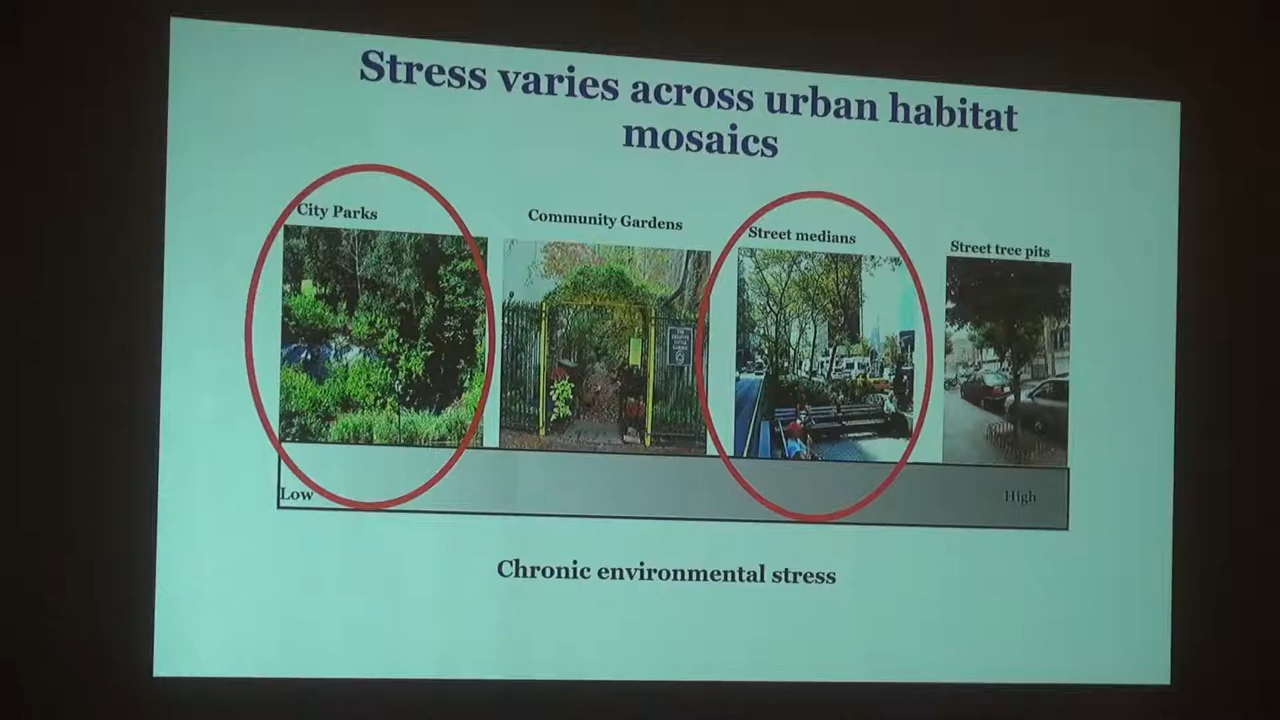 Stress varies across urban habitat
mosaics
City Parks
Community Gardens
Street medians
Street tree pits
Low
High
Chronic environmental stress